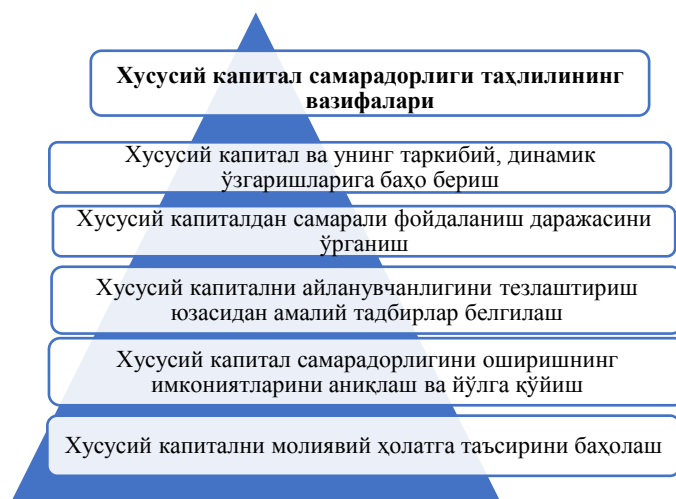 Хусусий капитал самарадорлиги таҳлилининг
вазифалари
Хусусий капитал ва унинг таркибий, динамик
ўзгаришларига баҳо бериш
Хусусий капиталдан самарали фойдаланиш даражасини
ўрганиш
Хусусий капитални айланувчанлигини тезлаштириш
юзасидан амалий тадбирлар белгилаш
Хусусий капитал самарадорлигини оширишнинг
имкониятларини аниқлаш ва йўлга қўйиш
Хусусий капитални молиявий ҳолатга таъсирини баҳолаш